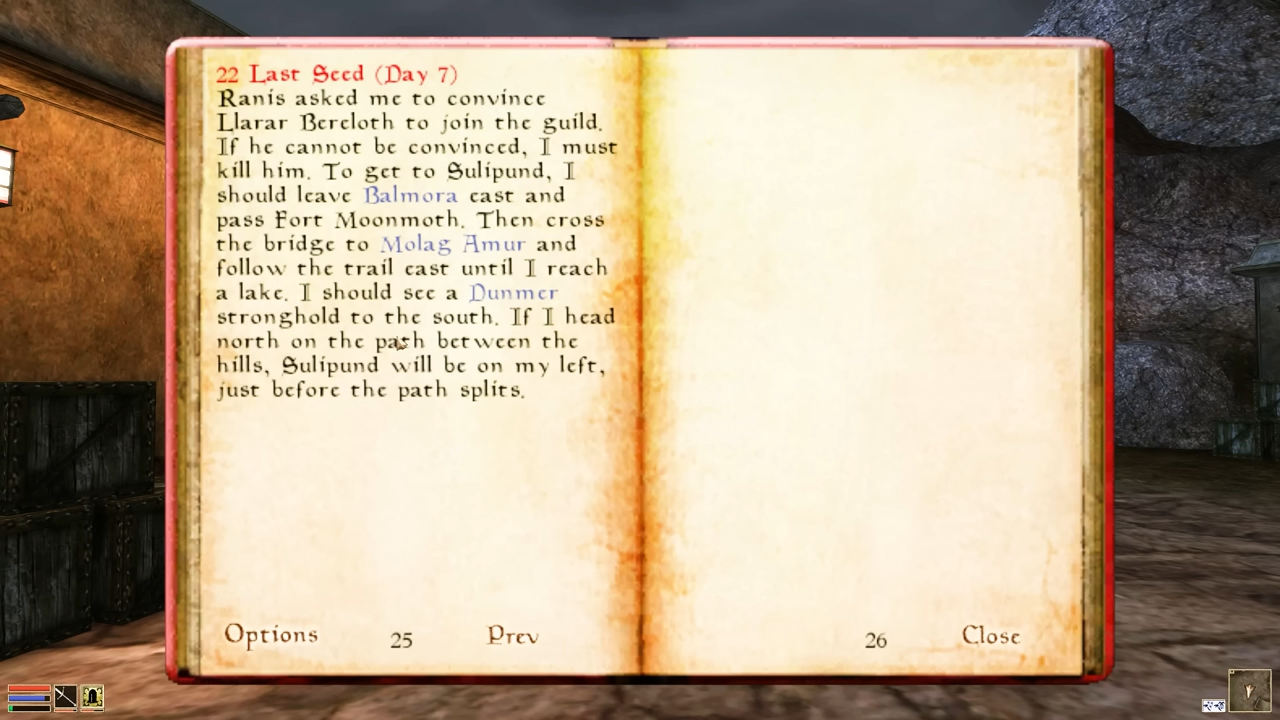 22 Last Seed (Day 7)
Ranis asked me to convince
Llarar Bereloth to join the guild.
If he cannot be convinced, I must
kill him. To get to Sulipund, I
should leave Balmora east and
pass Fort Moonmoth. Then cross
the bridge to Molag Amur and
follow the trail east until I reach
a lake. I should see a Dunmer
stronghold to the south. If I head
north on the path between the
hills, Sulipund will be on my left,
just before the path splits.
Options 25 Prev 26 Close